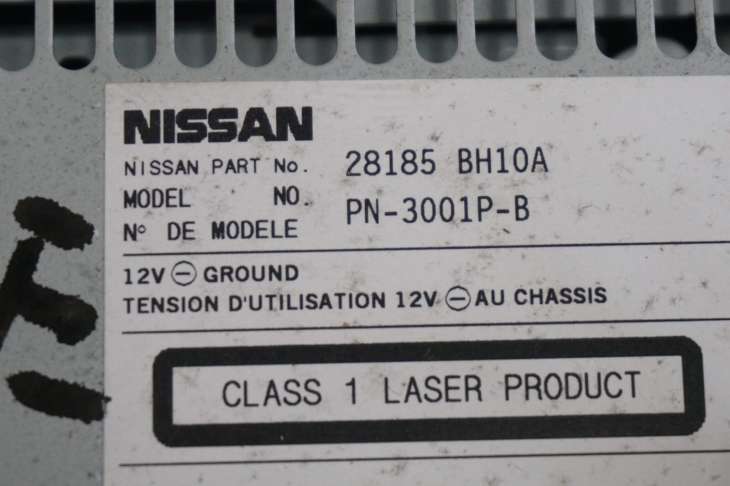 NISSAN
NISSAN PART No. 28185 BH10A
MODEL NO. PN-3001P-B
N° DE MODELE
12V ⊖ GROUND
TENSION D'UTILISATION 12V ⊖ AU CHASSIS
CLASS 1 LASER PRODUCT